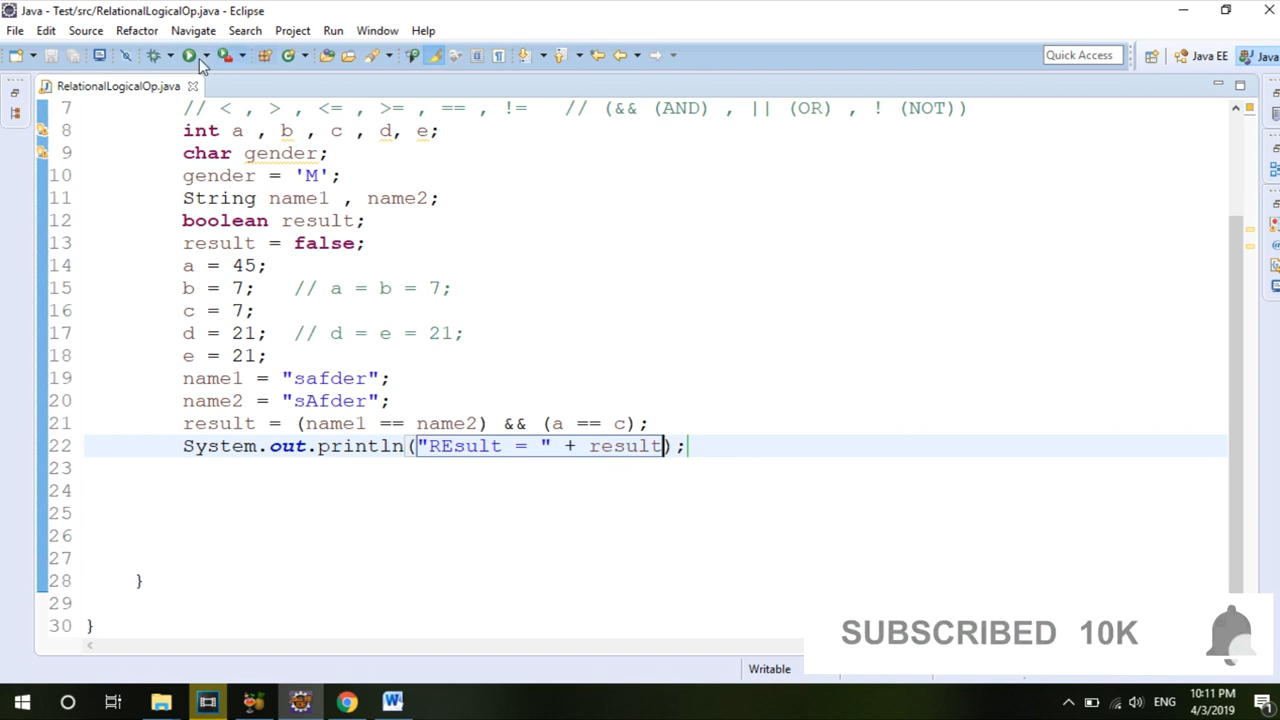 Java - Test/src/RelationalLogicalOp.java - Eclipse
File Edit Source Refactor Navigate Search Project Run Window Help
Quick Access Java EE Java
RelationalLogicalOp.java
7 // < , > , <= , >= , == , != // (&& (AND) , || (OR) , ! (NOT))
8 int a , b , c , d, e;
9 char gender;
10 gender = 'M';
11 String name1 , name2;
12 boolean result;
13 result = false;
14 a = 45;
15 b = 7; // a = b = 7;
16 c = 7;
17 d = 21; // d = e = 21;
18 e = 21;
19 name1 = "safder";
20 name2 = "sAfder";
21 result = (name1 == name2) && (a == c);
22 System.out.println("REsult = " + result);
23
24
25
26
27
28 }
29
30 }
SUBSCRIBED 10K
Writable
ENG
10:11 PM
4/3/2019